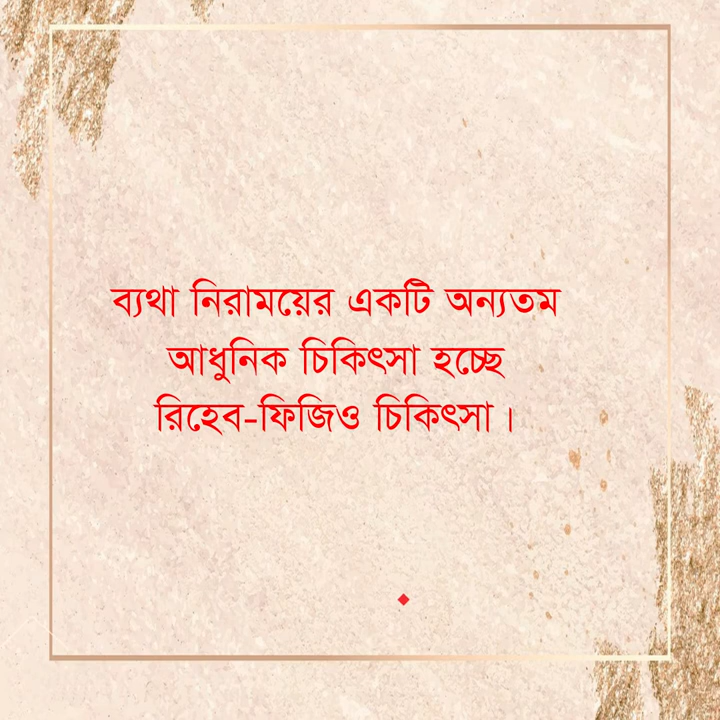 ব্যথা নিরাময়ের একটি অন্যতম
আধুনিক চিকিৎসা হচ্ছে
রিহেব-ফিজিও চিকিৎসা।